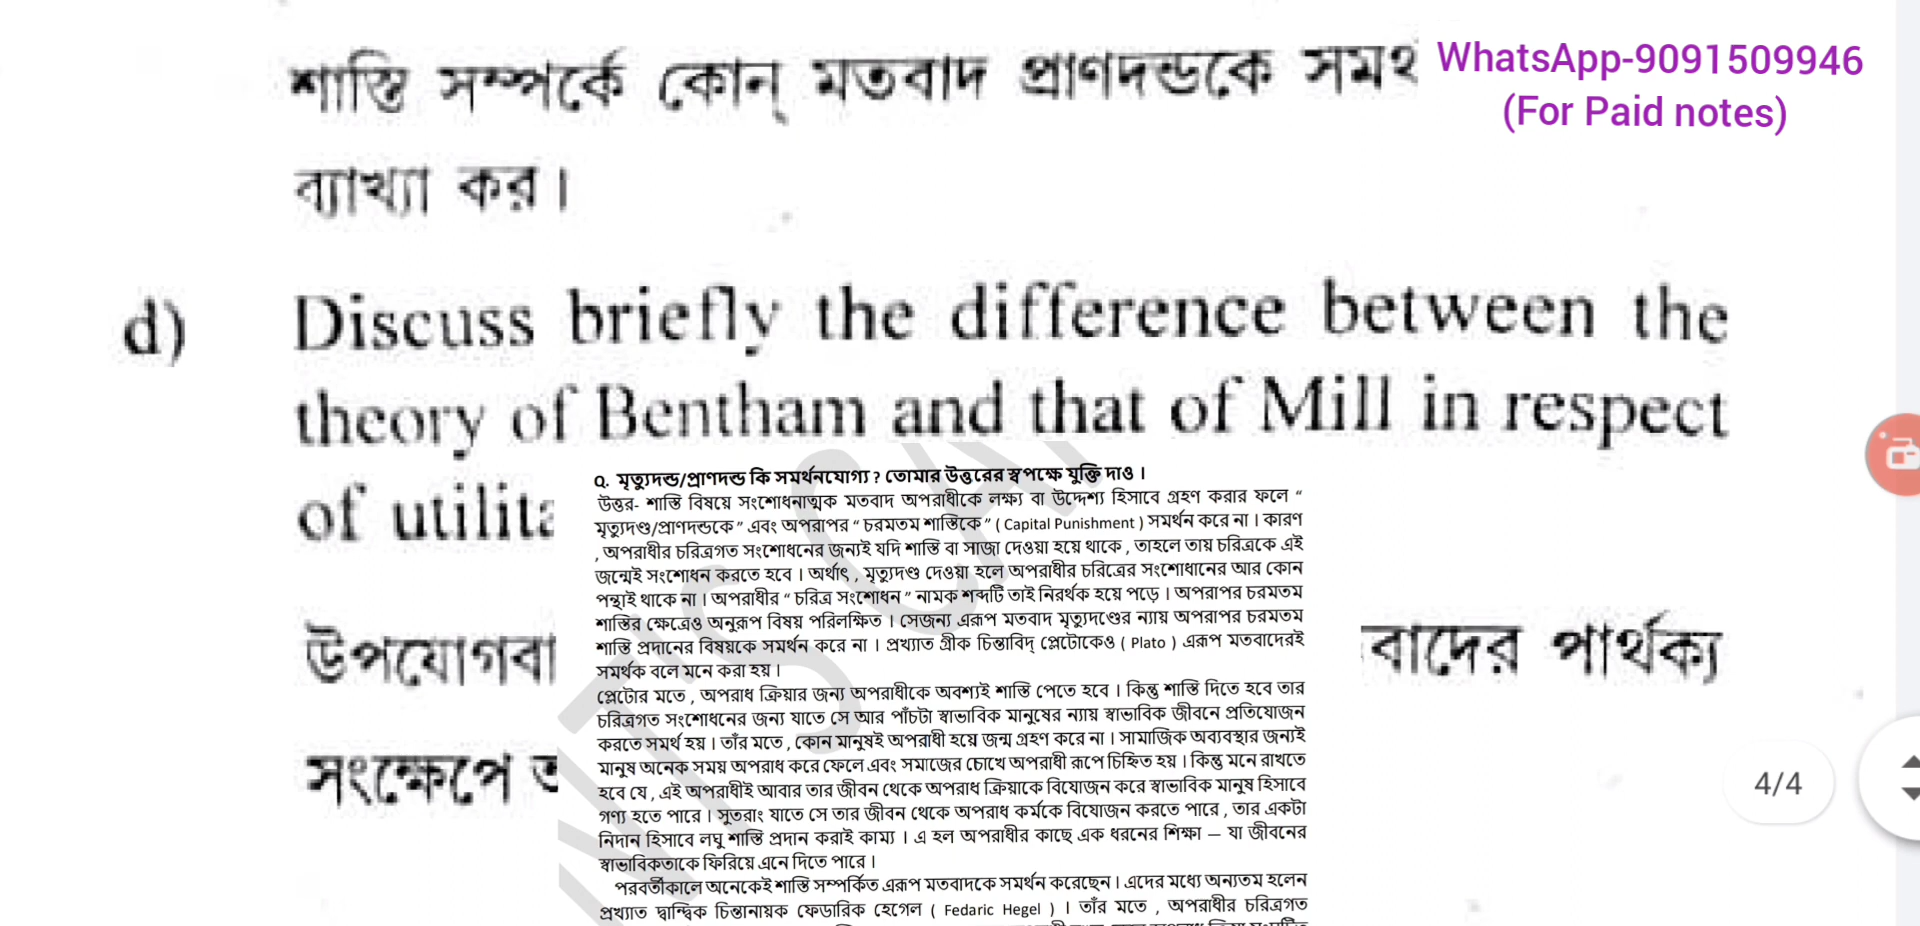 শাস্তি সম্পর্কে কোন্ মতবাদ প্রাণদন্ডকে
WhatsApp-9091509946
(For Paid notes)
ব্যাখ্যা কর।
d) Discuss briefly the difference between the
theory of Bentham and that of Mill in respect
of
Q. মৃত্যুদন্ড/প্রাণদন্ড কি সমর্থনযোগ্য? তোমার উত্তরের স্বপক্ষে যুক্তি দাও।
উত্তর- শাস্তি বিষয়ে সংশোধনাত্মক মতবাদ অপরাধীকে লক্ষ্য বা উদ্দেশ্য হিসাবে গ্রহণ করার ফলে “
মৃত্যুদণ্ড/প্রাণদন্ডকে” এবং অপরাপর “ চরমতম শাস্তিকে” ( Capital Punishment ) সমর্থন করে না। কারণ
, অপরাধীর চরিত্রগত সংশোধনের জন্যই যদি শাস্তি বা সাজা দেওয়া হয়ে থাকে, তাহলে তায় চরিত্রকে এই
জন্মেই সংশোধন করতে হবে। অর্থাৎ, মৃত্যুদণ্ড দেওয়া হলে অপরাধীর চরিত্রের সংশোধানের আর কোন
পন্থাই থাকে না। অপরাধীর “ চরিত্র সংশোধন” নামক শব্দটি তাই নিরর্থক হয়ে পড়ে। অপরাপর চরমতম
শাস্তির ক্ষেত্রেও অনুরূপ বিষয় পরিলক্ষিত। সেজন্য এরূপ মতবাদ মৃত্যুদণ্ডের ন্যায় অপরাপর চরমতম
শাস্তি প্রদানের বিষয়কে সমর্থন করে না। প্রখ্যাত গ্রীক চিন্তাবিদ্ প্লেটোকেও ( Plato ) এরূপ মতবাদেরই
সমর্থক বলে মনে করা হয়।
প্লেটোর মতে, অপরাধ ক্রিয়ার জন্য অপরাধীকে অবশ্যই শাস্তি পেতে হবে। কিন্তু শাস্তি দিতে হবে তার
চরিত্রগত সংশোধনের জন্য যাতে সে আর পাঁচটা স্বাভাবিক মানুষের ন্যায় স্বাভাবিক জীবনে প্রতিযোজন
করতে সমর্থ হয়। তাঁর মতে, কোন মানুষই অপরাধী হয়ে জন্ম গ্রহণ করে না। সামাজিক অব্যবস্থার জন্যই
মানুষ অনেক সময় অপরাধ করে ফেলে এবং সমাজের চোখে অপরাধী রূপে চিহ্নিত হয়। কিন্তু মনে রাখতে
হবে যে, এই অপরাধীই আবার তার জীবন থেকে অপরাধ ক্রিয়াকে বিযোজন করে স্বাভাবিক মানুষ হিসাবে
গণ্য হতে পারে। সুতরাং যাতে সে তার জীবন থেকে অপরাধ কর্মকে বিযোজন করতে পারে, তার একটা
নিদান হিসাবে লঘু শাস্তি প্রদান করাই কাম্য। এ হল অপরাধীর কাছে এক ধরনের শিক্ষা – যা জীবনের
স্বাভাবিকতাকে ফিরিয়ে এনে দিতে পারে।
পরবর্তীকালে অনেকেই শাস্তি সম্পর্কিত এরূপ মতবাদকে সমর্থন করেছেন। এদের মধ্যে অন্যতম হলেন
প্রখ্যাত দ্বান্দ্বিক চিন্তানায়ক ফেডারিক হেগেল ( Fedaric Hegel ) । তাঁর মতে, অপরাধীর চরিত্রগত
উপযোগবা বাদের পার্থক্য
সংক্ষেপে
4/4